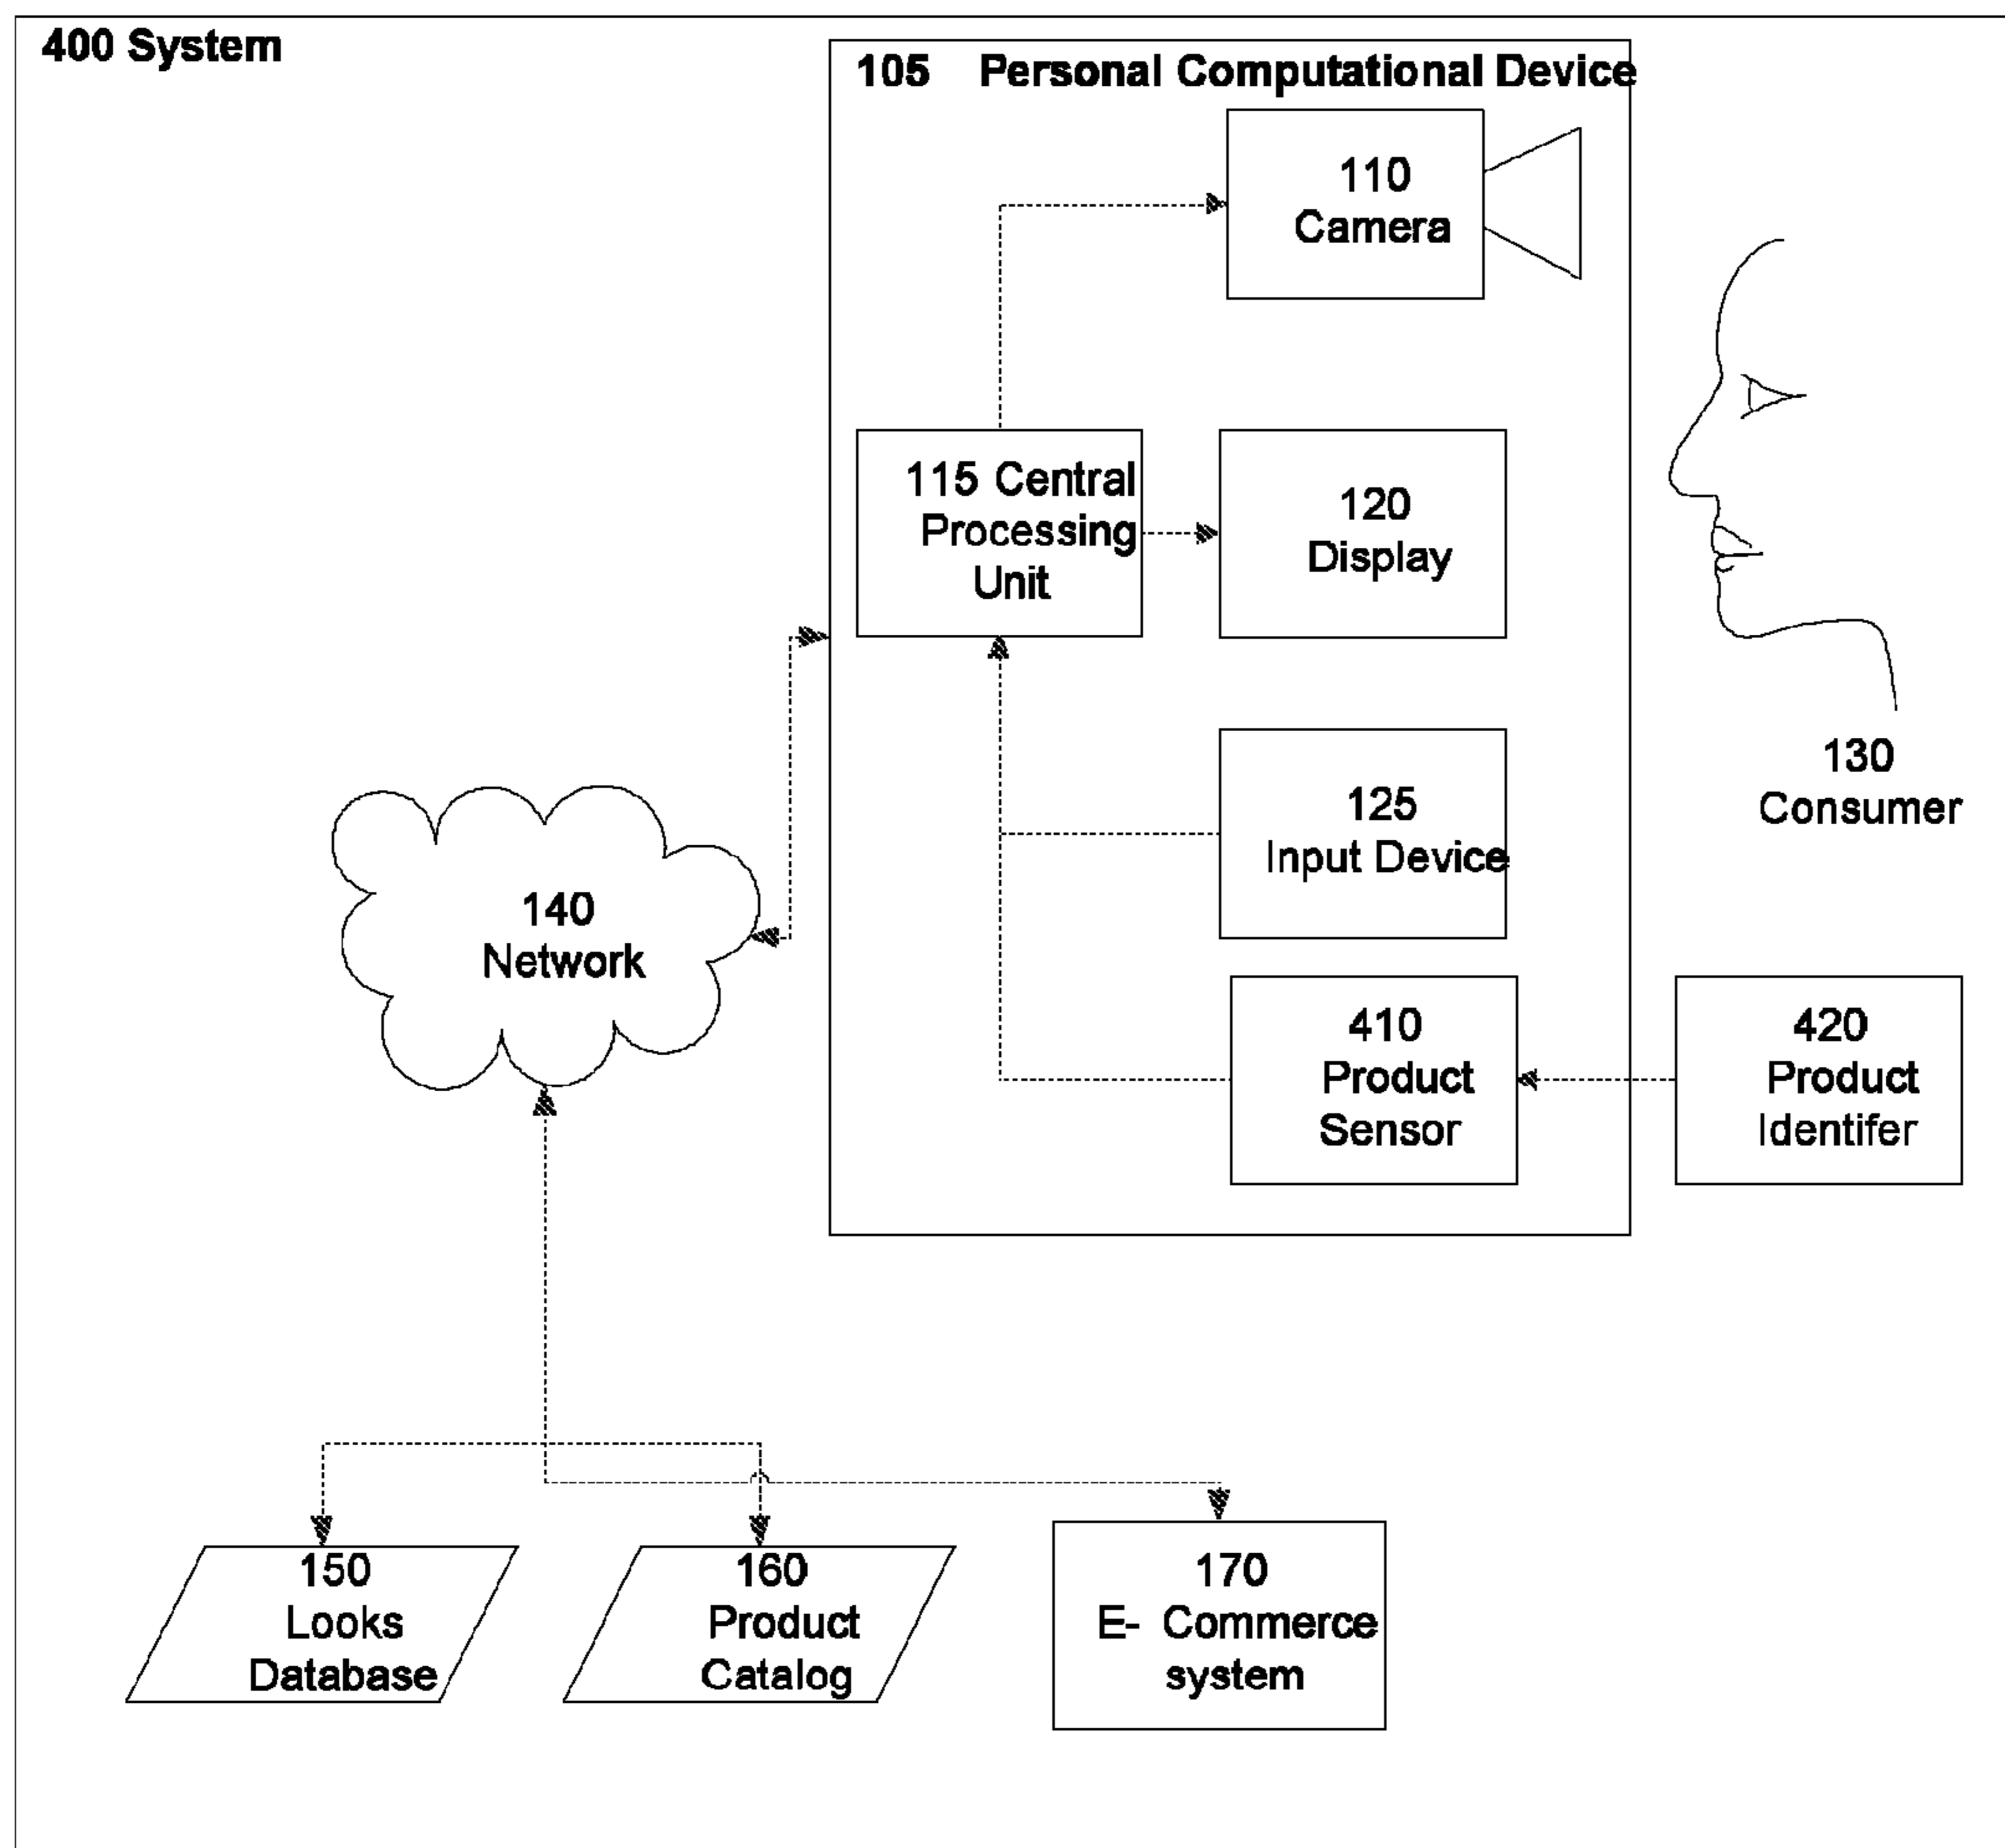 400 System
105 Personal Computational Device
110
Camera
115 Central
Processing
Unit
120
Display
125
Input Device
130
Consumer
140
Network
410
Product
Sensor
420
Product
Identifer
150
Looks
Database
160
Product
Catalog
170
E- Commerce
system